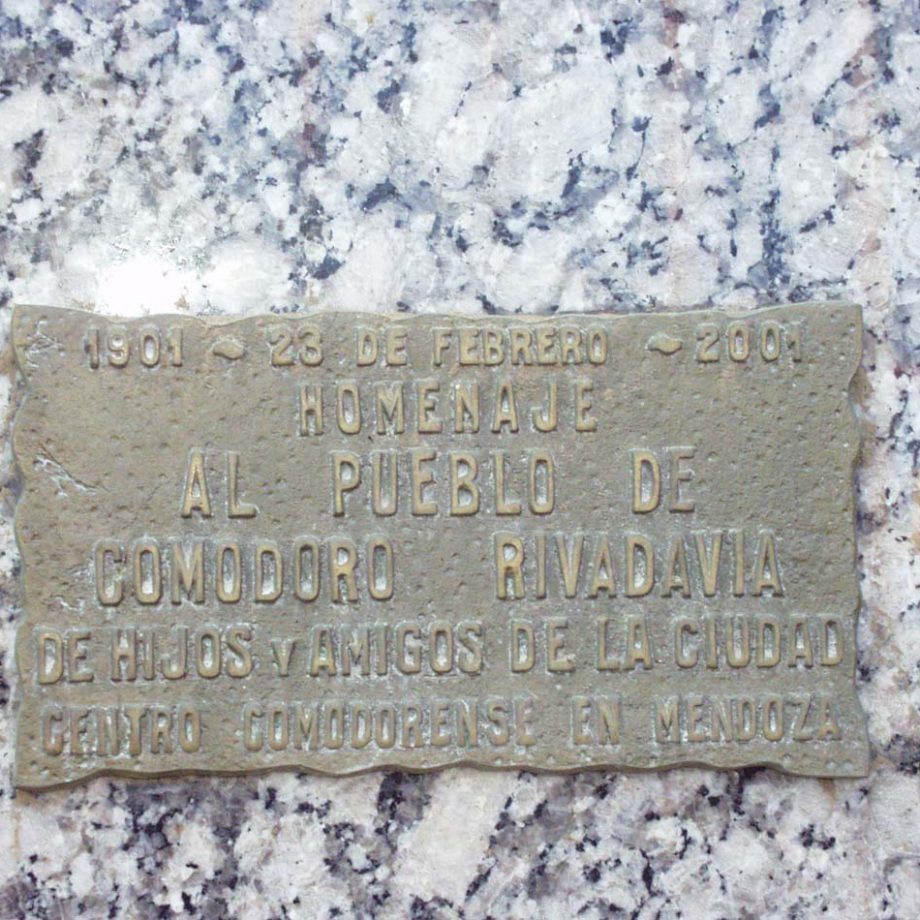 1901 ~ 23 DE FEBRERO ~ 2001
HOMENAJE
AL PUEBLO DE
COMODORO RIVADAVIA
DE HIJOS Y AMIGOS DE LA CIUDAD
CENTRO COMODORENSE EN MENDOZA